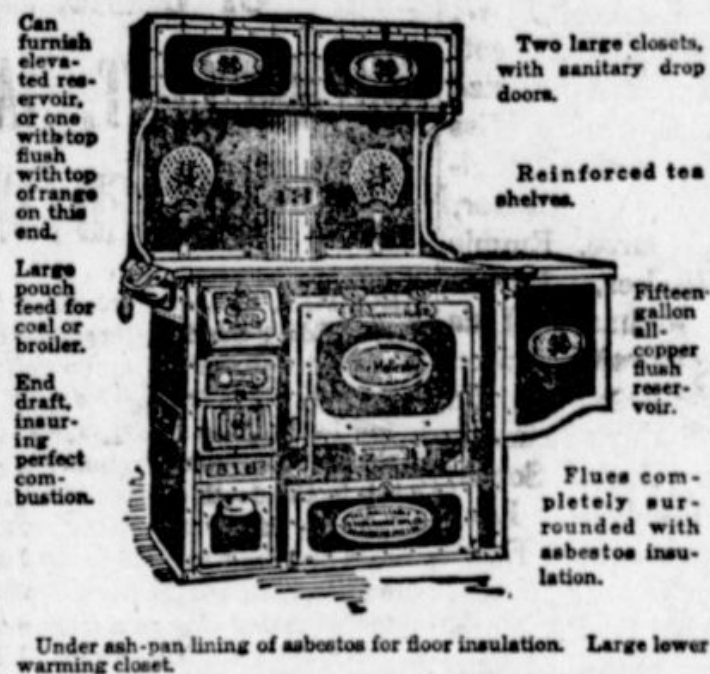 Can
furnish
eleva-
ted res-
ervoir,
or one
with top
flush
with top
of range
on this
end.
Large
pouch
feed for
coal or
broiler.
End
draft,
insur-
ing
perfect
com-
bustion.
Two large closets,
with sanitary drop
doors.
Reinforced tea
shelves.
Fifteen-
gallon
all-
copper
flush
reser-
voir.
Flues com-
pletely sur-
rounded with
asbestos insu-
lation.
Under ash-pan lining of asbestos for floor insulation. Large lower
warming closet.